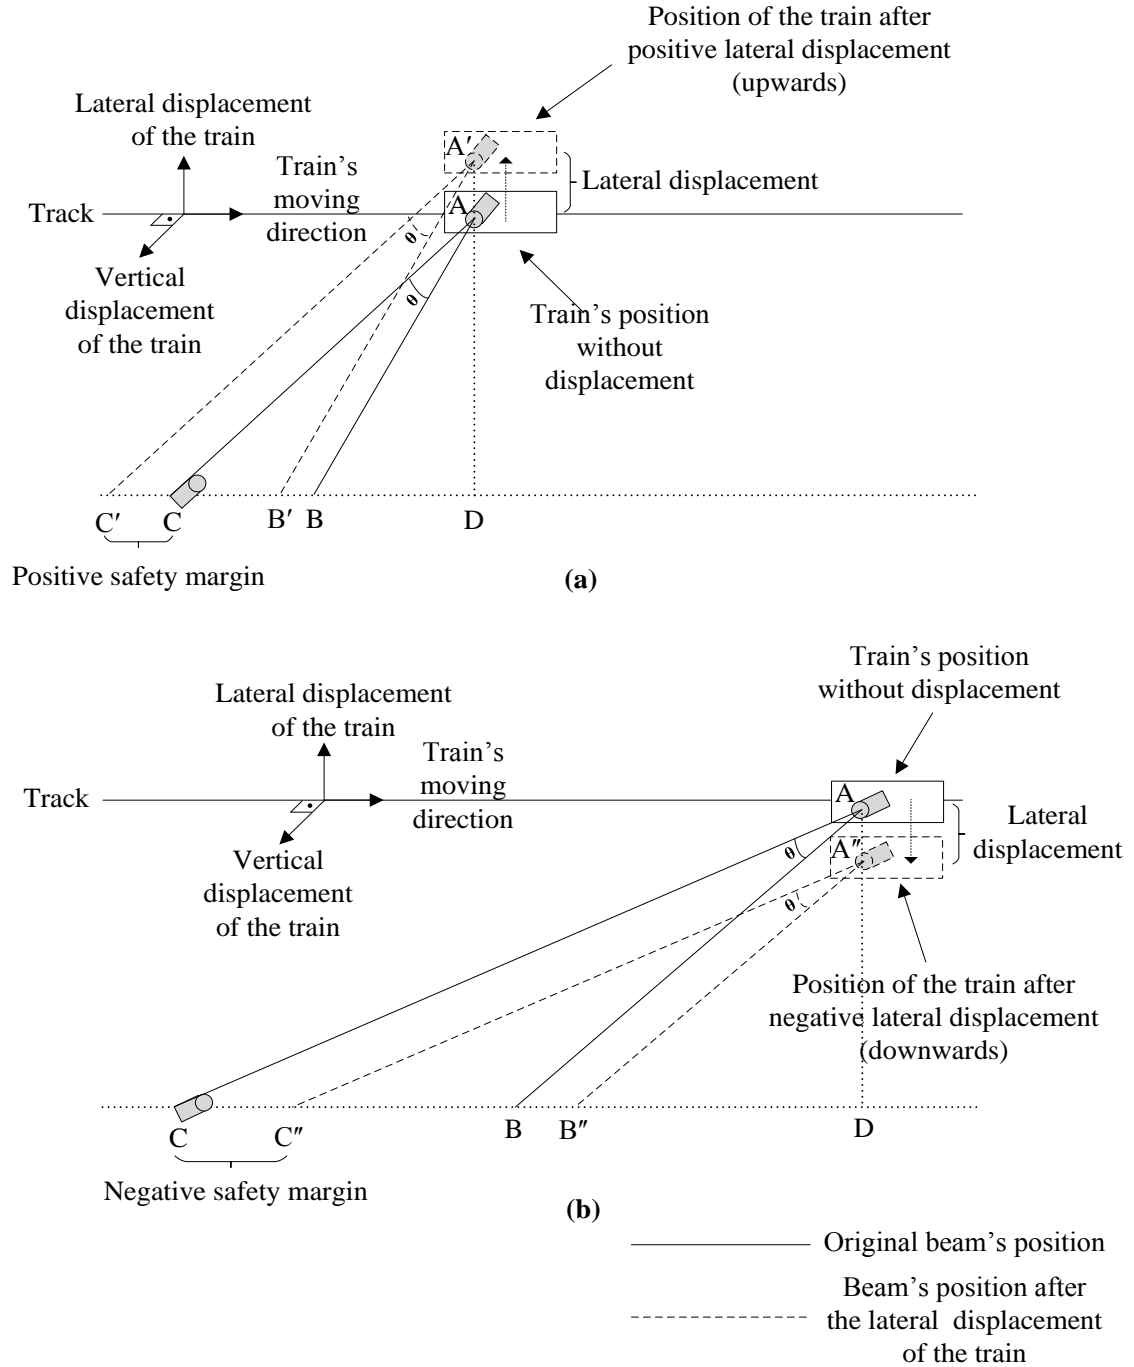 Position of the train after
positive lateral displacement
(upwards)
Lateral displacement
of the train
A′
Train’s
moving
direction
Lateral displacement
Track
A
θ
θ
Vertical
displacement
of the train
Train’s position
without
displacement
C′
C
B′
B
D
Positive safety margin
(a)
Train’s position
without displacement
Lateral displacement
of the train
Train’s
moving
direction
Track
A
Lateral
displacement
θ
A″
Vertical
displacement
of the train
θ
Position of the train after
negative lateral displacement
(downwards)
C
C″
B
B″
D
Negative safety margin
(b)
Original beam’s position
Beam’s position after
the lateral displacement
of the train